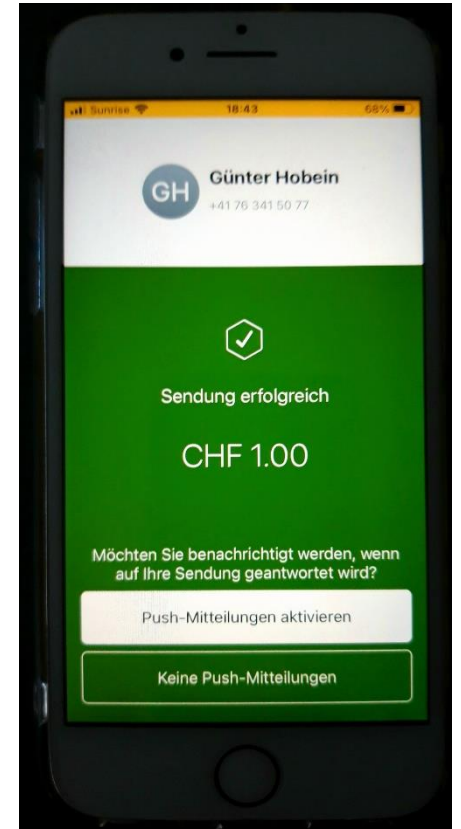 Sunrise 18:43 68%
GH Günter Hobein
+41 76 341 50 77
Sendung erfolgreich
CHF 1.00
Möchten Sie benachrichtigt werden, wenn
auf Ihre Sendung geantwortet wird?
Push-Mitteilungen aktivieren
Keine Push-Mitteilungen